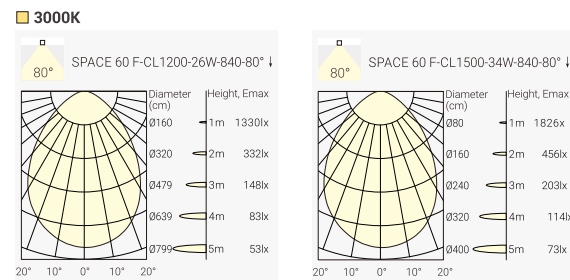 3000K
80°
SPACE 60 F-CL1200-26W-840-80° ↓
Diameter
(cm)
Height, Emax
Ø160 1m 1330lx
Ø320 2m 332lx
Ø479 3m 148lx
Ø639 4m 83lx
Ø799 5m 53lx
20° 10° 0° 10° 20°
80°
SPACE 60 F-CL1500-34W-840-80° ↓
Diameter
(cm)
Height, Emax
Ø80 1m 1826x
Ø160 2m 456lx
Ø240 3m 203lx
Ø320 4m 114lx
Ø400 5m 73lx
20° 10° 0° 10° 20°